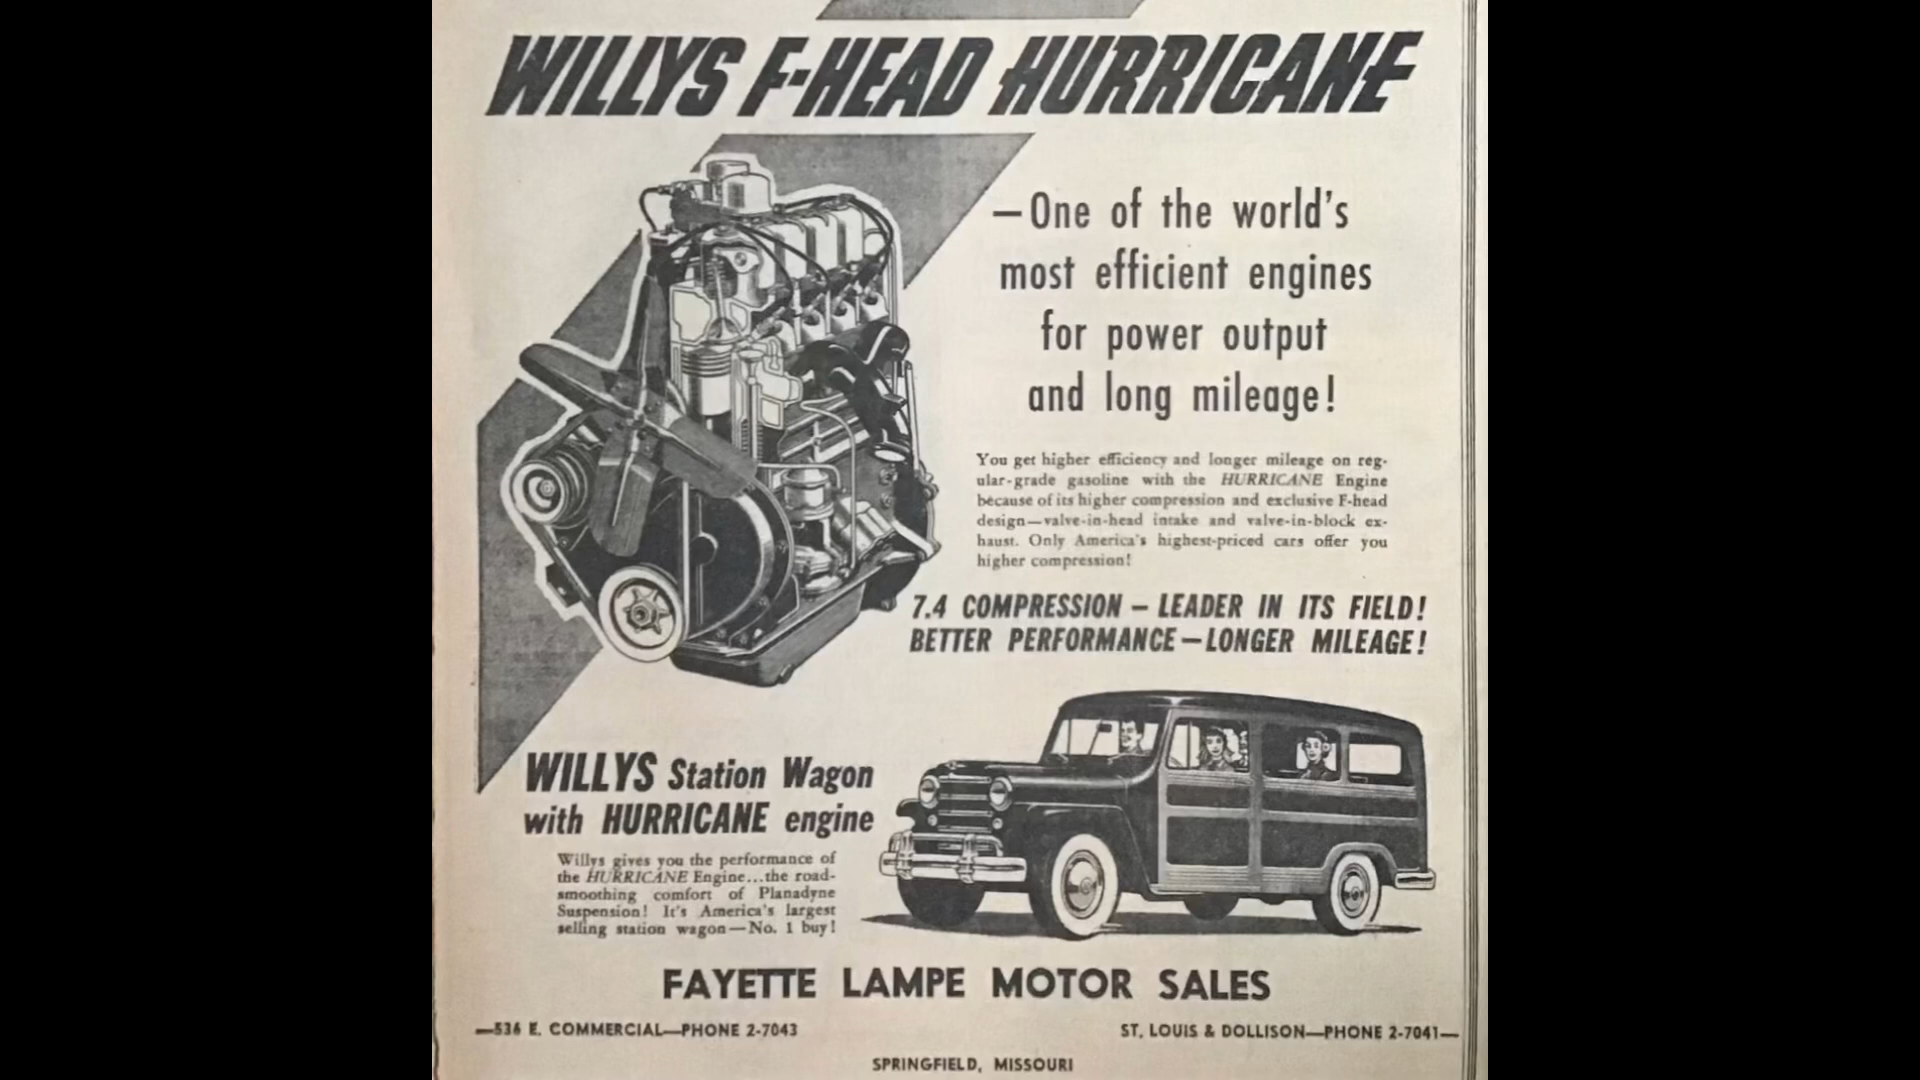 WILLYS F-HEAD HURRICANE
—One of the world's
most efficient engines
for power output
and long mileage!
You get higher efficiency and longer mileage on reg-
ular-grade gasoline with the HURRICANE Engine
because of its higher compression and exclusive F-head
design—valve-in-head intake and valve-in-block ex-
haust. Only America's highest-priced cars offer you
higher compression!
7.4 COMPRESSION — LEADER IN ITS FIELD!
BETTER PERFORMANCE—LONGER MILEAGE!
WILLYS Station Wagon
with HURRICANE engine
Willys gives you the performance of
the HURRICANE Engine...the road-
smoothing comfort of Planadyne
Suspension! It's America's largest
selling station wagon—No. 1 buy!
FAYETTE LAMPE MOTOR SALES
—536 E. COMMERCIAL—PHONE 2-7043
ST. LOUIS & DOLLISON—PHONE 2-7041—
SPRINGFIELD, MISSOURI